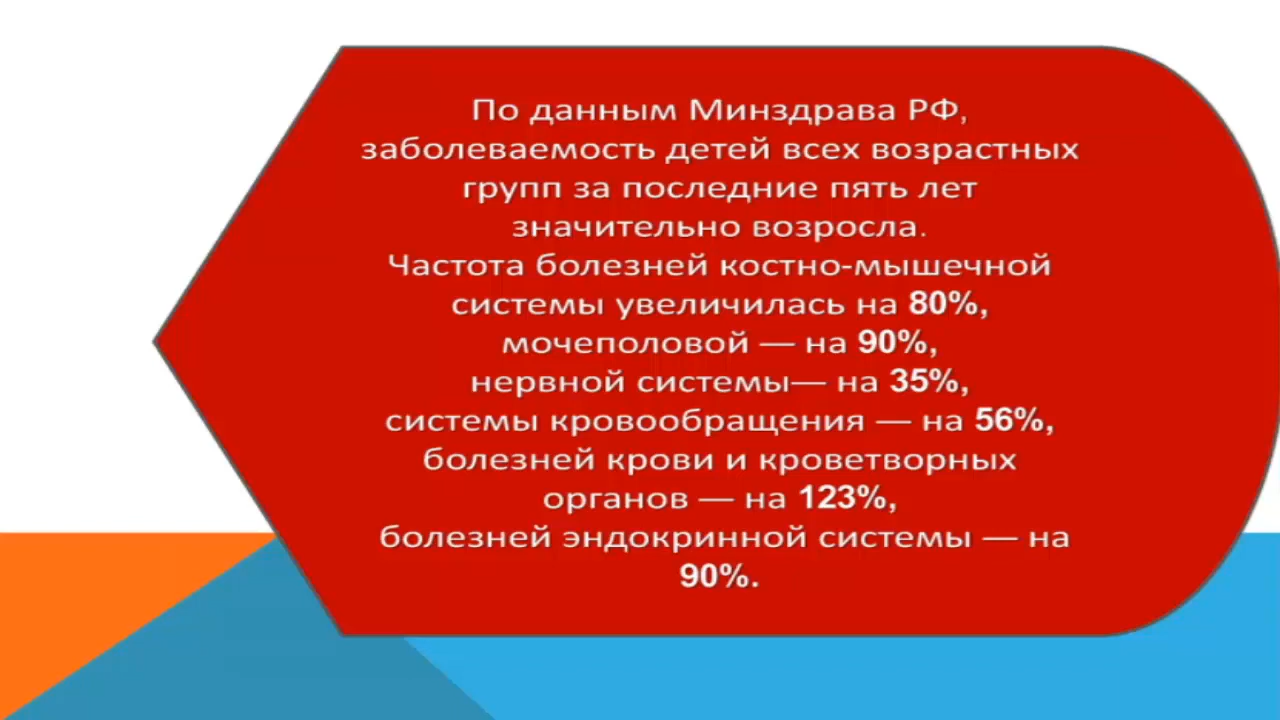 По данным Минздрава РФ,
заболеваемость детей всех возрастных
групп за последние пять лет
значительно возросла.
Частота болезней костно-мышечной
системы увеличилась на 80%,
мочеполовой — на 90%,
нервной системы— на 35%,
системы кровообращения — на 56%,
болезней крови и кроветворных
органов — на 123%,
болезней эндокринной системы — на
90%.